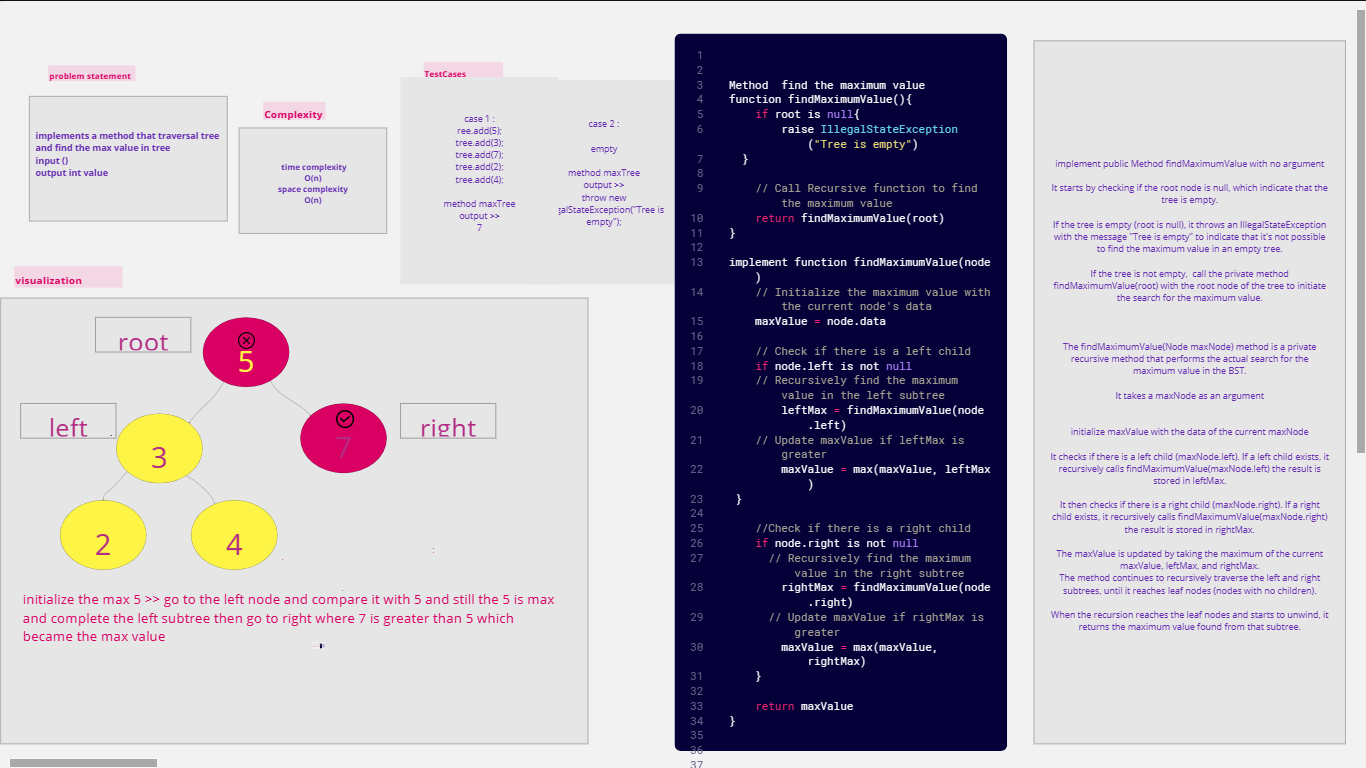 problem statement
implements a method that traversal tree
and find the max value in tree
input ()
output int value
Complexity
time complexity
O(n)
space complexity
O(n)
TestCases
case 1 :
ree.add(5);
tree.add(3);
tree.add(7);
tree.add(2);
tree.add(4);
method maxTree
output >>
7
case 2 :
empty
method maxTree
output >>
throw new
galStateException("Tree is
empty");
visualization
root
5
left
right
3
7
2
4
initialize the max 5 >> go to the left node and compare it with 5 and still the 5 is max
and complete the left subtree then go to right where 7 is greater than 5 which
became the max value
1
2
3 Method  find the maximum value
4 function findMaximumValue(){
5 if root is null{
6 raise IllegalStateException
("Tree is empty")
7 }
8
9 // Call Recursive function to find
the maximum value
10 return findMaximumValue(root)
11 }
12
13 implement function findMaximumValue(node
)
14 // Initialize the maximum value with
the current node's data
15 maxValue = node.data
16
17 // Check if there is a left child
18 if node.left is not null
19 // Recursively find the maximum
value in the left subtree
20 leftMax = findMaximumValue(node
.left)
21 // Update maxValue if leftMax is
greater
22 maxValue = max(maxValue, leftMax
)
23 }
24
25 //Check if there is a right child
26 if node.right is not null
27 // Recursively find the maximum
value in the right subtree
28 rightMax = findMaximumValue(node
.right)
29 // Update maxValue if rightMax is
greater
30 maxValue = max(maxValue,
rightMax)
31 }
32
33 return maxValue
34 }
35
36
37
implement public Method findMaximumValue with no argument
It starts by checking if the root node is null, which indicate that the
tree is empty.
If the tree is empty (root is null), it throws an IllegalStateException
with the message "Tree is empty" to indicate that it's not possible
to find the maximum value in an empty tree.
If the tree is not empty,  call the private method
findMaximumValue(root) with the root node of the tree to initiate
the search for the maximum value.
The findMaximumValue(Node maxNode) method is a private
recursive method that performs the actual search for the
maximum value in the BST.
It takes a maxNode as an argument
initialize maxValue with the data of the current maxNode
It checks if there is a left child (maxNode.left). If a left child exists, it
recursively calls findMaximumValue(maxNode.left) the result is
stored in leftMax.
It then checks if there is a right child (maxNode.right). If a right
child exists, it recursively calls findMaximumValue(maxNode.right)
the result is stored in rightMax.
The maxValue is updated by taking the maximum of the current
maxValue, leftMax, and rightMax.
The method continues to recursively traverse the left and right
subtrees, until it reaches leaf nodes (nodes with no children).
When the recursion reaches the leaf nodes and starts to unwind, it
returns the maximum value found from that subtree.